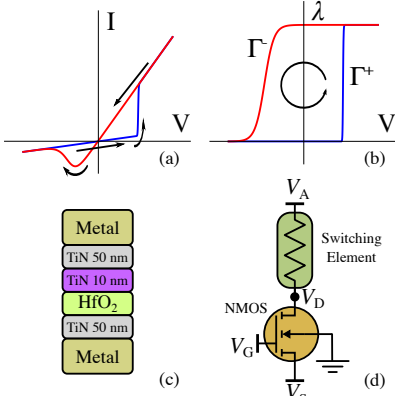 I
V
(a)
λ
Γ⁻
Γ⁺
V
(b)
Metal
TiN 50 nm
TiN 10 nm
HfO₂
TiN 50 nm
Metal
(c)
V_A
Switching
Element
NMOS
V_D
V_G
(d)